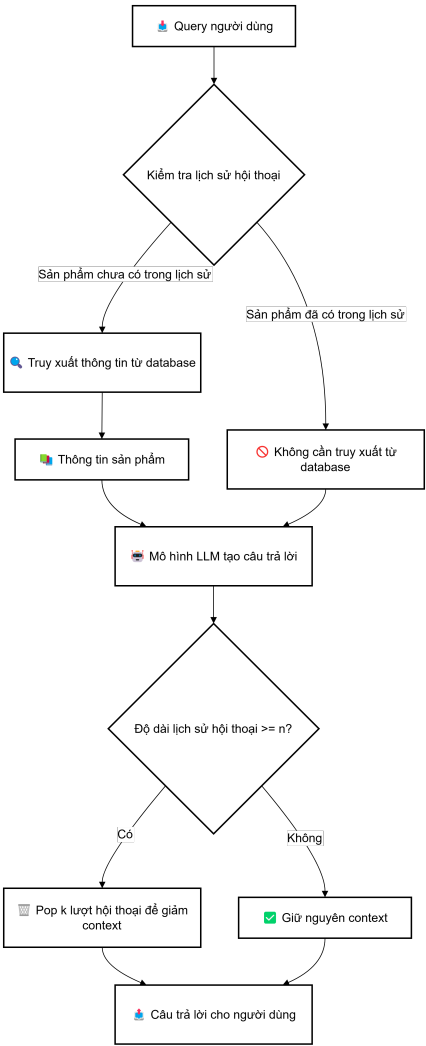 Query người dùng
Kiểm tra lịch sử hội thoại
Sản phẩm chưa có trong lịch sử
Sản phẩm đã có trong lịch sử
Truy xuất thông tin từ database
Thông tin sản phẩm
Không cần truy xuất từ
database
Mô hình LLM tạo câu trả lời
Độ dài lịch sử hội thoại >= n?
Có
Không
Pop k lượt hội thoại để giảm
context
Giữ nguyên context
Câu trả lời cho người dùng